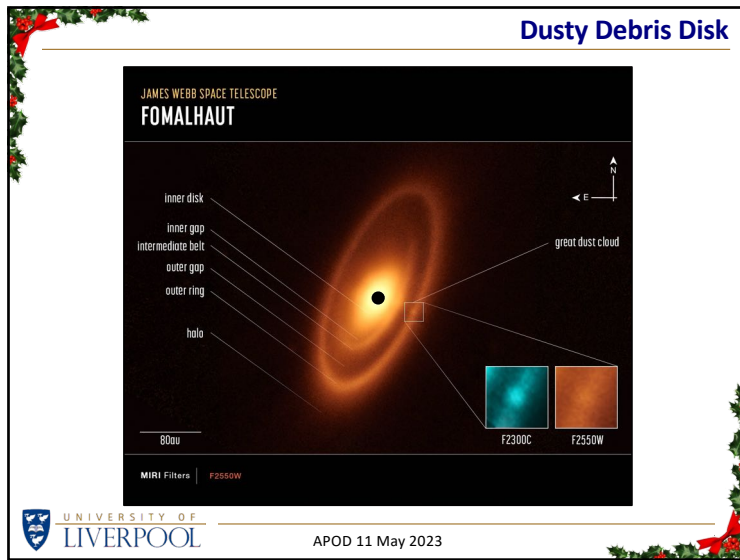 Dusty Debris Disk
JAMES WEBB SPACE TELESCOPE
FOMALHAUT
N
E
inner disk
inner gap
intermediate belt
outer gap
outer ring
halo
great dust cloud
80au
F2300C
F2550W
MIRI Filters | F2550W
UNIVERSITY OF
LIVERPOOL
APOD 11 May 2023